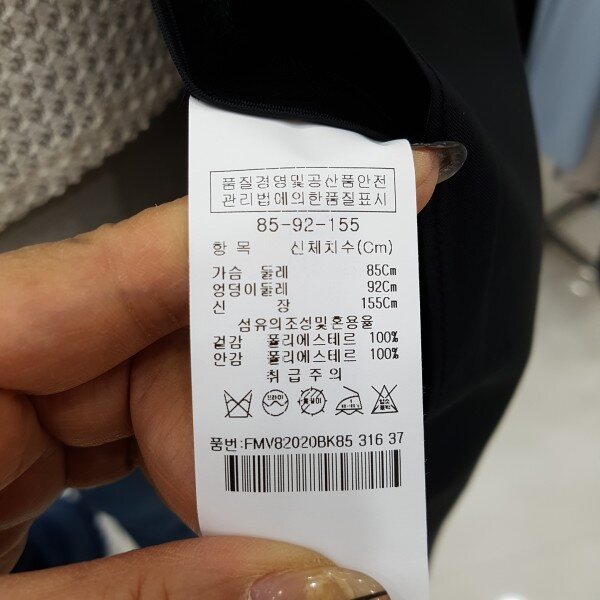 품질경영및공산품안전
관리법에의한품질표시
85-92-155
항 목 신체치수(Cm)
가슴 둘레 85Cm
엉덩이둘레 92Cm
신 장 155Cm
섬유의조성및혼용율
겉감 폴리에스테르 100%
안감 폴리에스테르 100%
취급주의
드라이
품번:FMV82020BK85 316 37